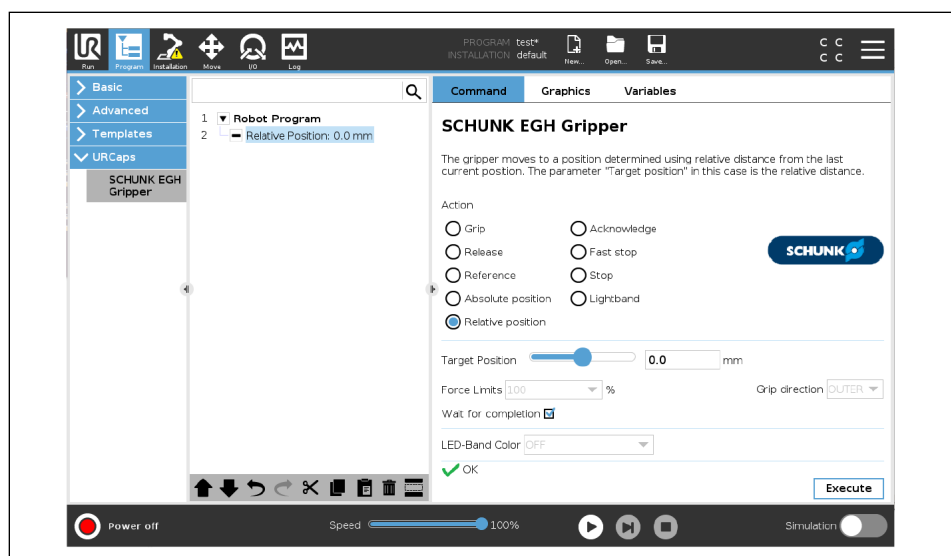 UR
PROGRAM test*
INSTALLATION default
Run Program Installation Move I/O Log
New... Open... Save...
C C
C C
Basic
Advanced
Templates
URCaps
SCHUNK EGH
Gripper
1 Robot Program
2 Relative Position: 0.0 mm
Command Graphics Variables
SCHUNK EGH Gripper
The gripper moves to a position determined using relative distance from the last
current postion. The parameter "Target position" in this case is the relative distance.
Action
Grip Acknowledge
Release Fast stop
Reference Stop
Absolute position Lightband
Relative position
SCHUNK
Target Position 0.0 mm
Force Limits 100 % Grip direction OUTER
Wait for completion
LED-Band Color OFF
OK
Execute
Power off Speed 100% Simulation